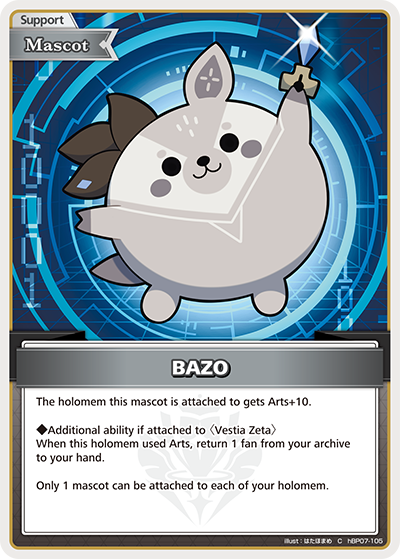 Support
Mascot
BAZO
The holomem this mascot is attached to gets Arts+10.
◆Additional ability if attached to 〈Vestia Zeta〉
When this holomem used Arts, return 1 fan from your archive
to your hand.
Only 1 mascot can be attached to each of your holomem.
illust：はたほまめ C hBP07-105